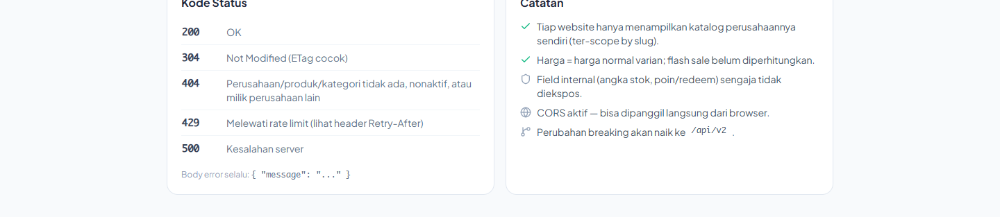 Kode Status
200 OK
304 Not Modified (ETag cocok)
404 Perusahaan/produk/kategori tidak ada, nonaktif, atau
milik perusahaan lain
429 Melewati rate limit (lihat header Retry-After)
500 Kesalahan server
Body error selalu: { "message": "..." }
Catatan
Tiap website hanya menampilkan katalog perusahaannya
sendiri (ter-scope by slug).
Harga = harga normal varian; flash sale belum diperhitungkan.
Field internal (angka stok, poin/redeem) sengaja tidak
diekspos.
CORS aktif — bisa dipanggil langsung dari browser.
Perubahan breaking akan naik ke /api/v2 .